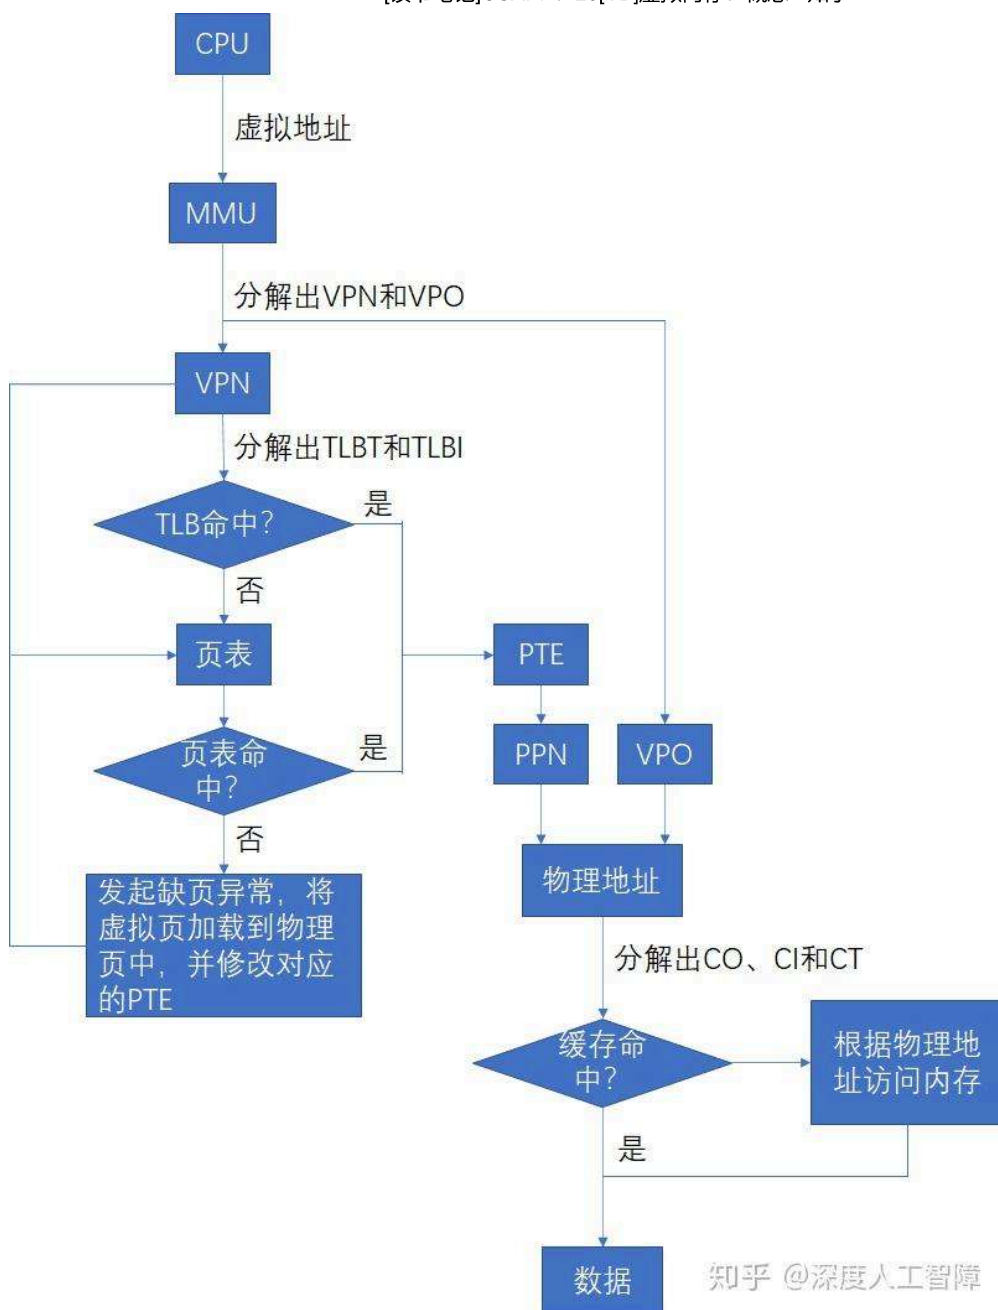 CPU
虚拟地址
MMU
分解出VPN和VPO
VPN
分解出TLBT和TLBI
TLB命中？
是
否
页表
PTE
页表命
中？
是
PPN
VPO
否
物理地址
发起缺页异常，将
虚拟页加载到物理
页中，并修改对应
的PTE
分解出CO、CI和CT
缓存命
中？
根据物理地
址访问内存
是
数据
知乎 @深度人工智障